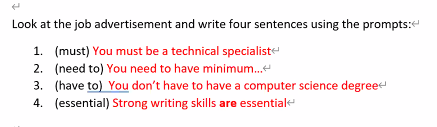 Look at the job advertisement and write four sentences using the prompts:
1. (must) You must be a technical specialist
2. (need to) You need to have minimum...
3. (have to) You don't have to have a computer science degree
4. (essential) Strong writing skills are essential